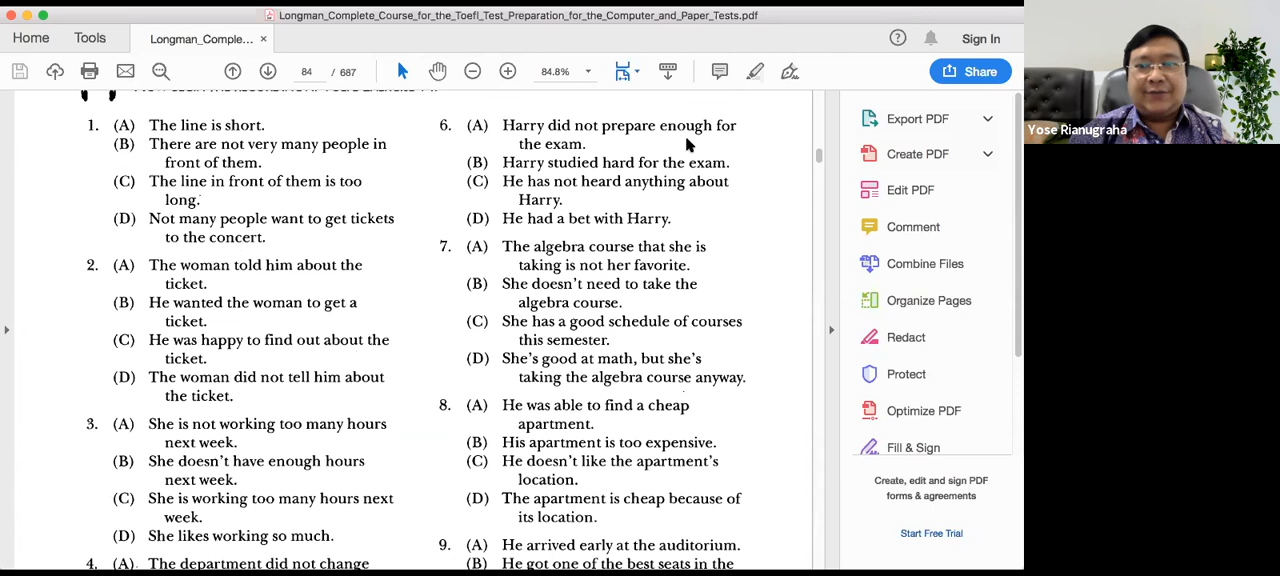 Longman_Complete_Course_for_the_Toefl_Test_Preparation_for_the_Computer_and_Paper_Tests.pdf
Home
Tools
Longman_Comple... ×
Sign In
84 / 687
84.8%
Share
1. (A) The line is short.
(B) There are not very many people in
front of them.
(C) The line in front of them is too
long.
(D) Not many people want to get tickets
to the concert.
2. (A) The woman told him about the
ticket.
(B) He wanted the woman to get a
ticket.
(C) He was happy to find out about the
ticket.
(D) The woman did not tell him about
the ticket.
3. (A) She is not working too many hours
next week.
(B) She doesn't have enough hours
next week.
(C) She is working too many hours next
week.
(D) She likes working so much.
4. (A) The department did not change
6. (A) Harry did not prepare enough for
the exam.
(B) Harry studied hard for the exam.
(C) He has not heard anything about
Harry.
(D) He had a bet with Harry.
7. (A) The algebra course that she is
taking is not her favorite.
(B) She doesn't need to take the
algebra course.
(C) She has a good schedule of courses
this semester.
(D) She's good at math, but she's
taking the algebra course anyway.
8. (A) He was able to find a cheap
apartment.
(B) His apartment is too expensive.
(C) He doesn't like the apartment's
location.
(D) The apartment is cheap because of
its location.
9. (A) He arrived early at the auditorium.
(B) He got one of the best seats in the
Export PDF
Create PDF
Edit PDF
Comment
Combine Files
Organize Pages
Redact
Protect
Optimize PDF
Fill & Sign
Create, edit and sign PDF
forms & agreements
Start Free Trial
Yose Rianugraha